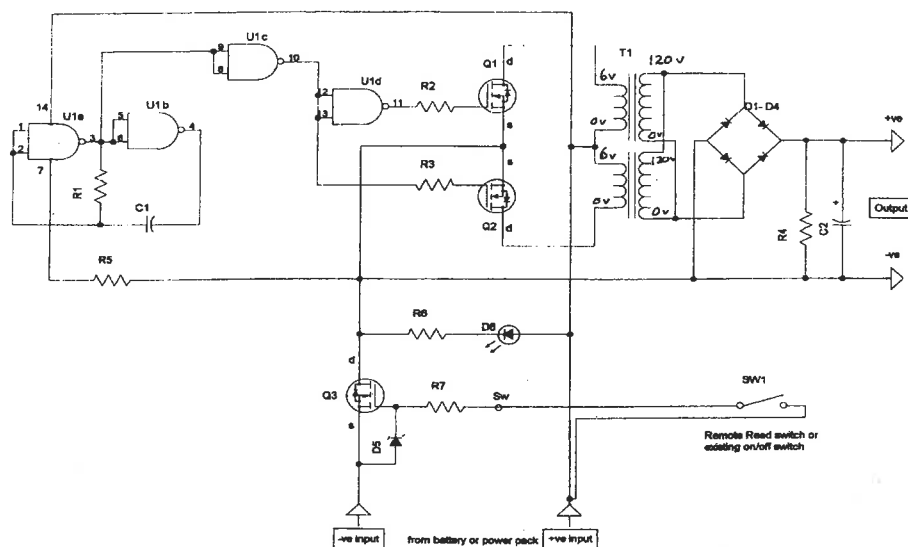 U1c
9
8
10
U1d
12
13
11
R2
Q1
d
s
T1
6v
120v
0v
0v
6v
120v
0v
0v
D1-D4
+ve
14
U1a
1
2
3
7
U1b
5
6
4
R1
C1
R3
s
Q2
d
R4
+
C2
Output
-ve
R5
R6
D6
d
Q3
s
R7
Sw
SW1
D5
Remote Reed switch or
existing on/off switch
-ve input
from battery or power pack
+ve input